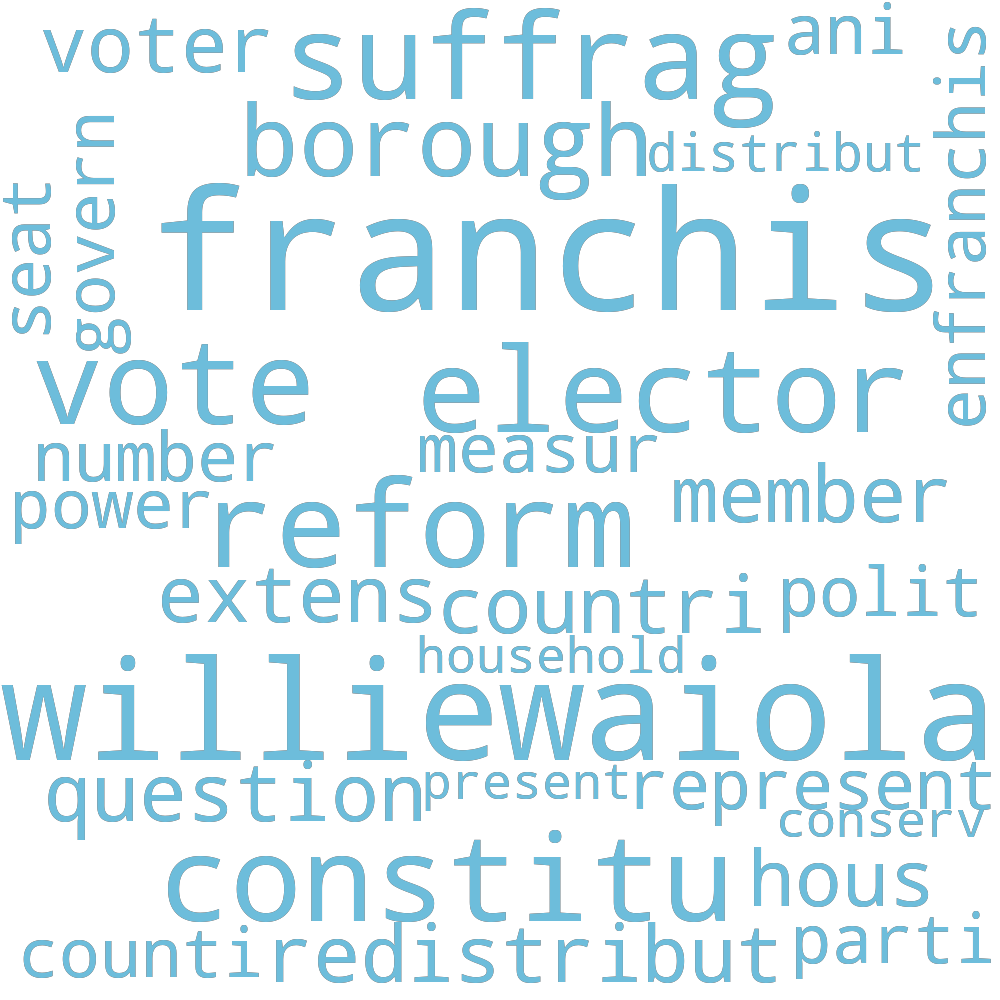 voter
suffrag
ani
borough
distribut
enfranchis
seat
govern
franchis
vote
elector
number
measur
power
reform
member
extens
countri
polit
household
williewaiola
question
present
represent
conserv
constitu
hous
counti
redistribut
parti